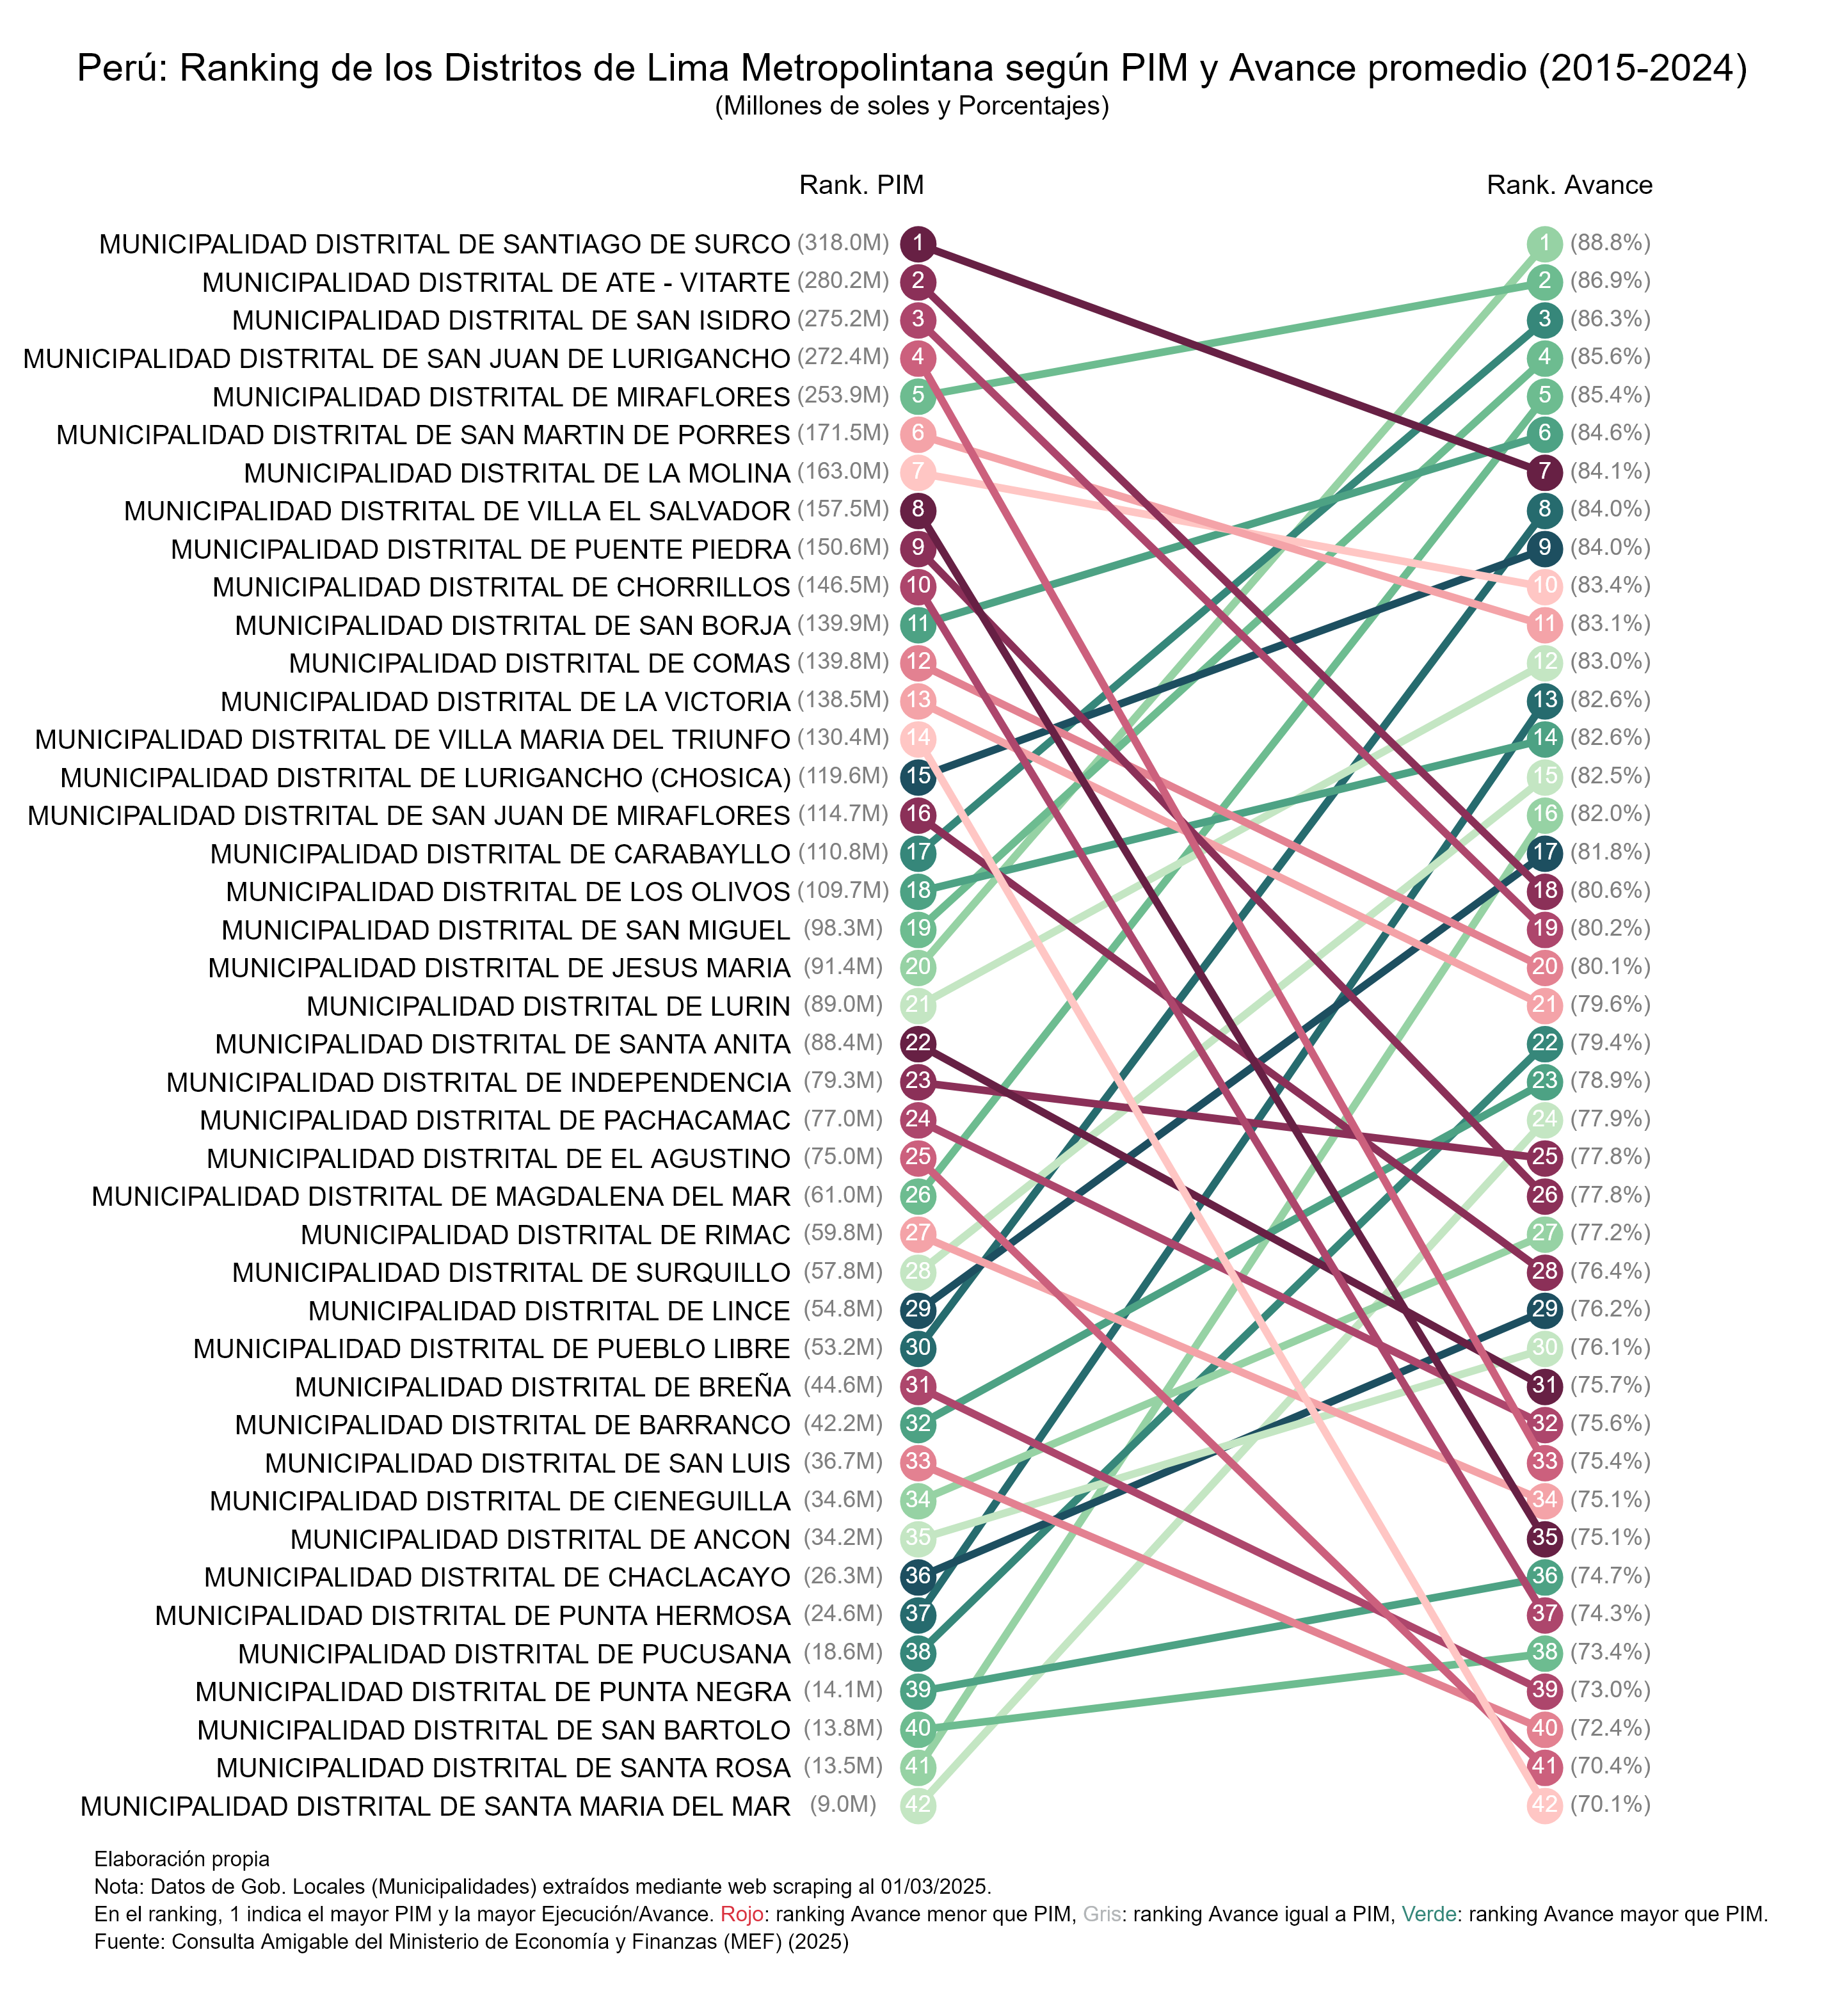 Perú: Ranking de los Distritos de Lima Metropolintana según PIM y Avance promedio (2015-2024)
(Millones de soles y Porcentajes)
Rank. PIM Rank. Avance
MUNICIPALIDAD DISTRITAL DE SANTIAGO DE SURCO (318.0M) 1 1 (88.8%)
MUNICIPALIDAD DISTRITAL DE ATE - VITARTE (280.2M) 2 2 (86.9%)
MUNICIPALIDAD DISTRITAL DE SAN ISIDRO (275.2M) 3 3 (86.3%)
MUNICIPALIDAD DISTRITAL DE SAN JUAN DE LURIGANCHO (272.4M) 4 4 (85.6%)
MUNICIPALIDAD DISTRITAL DE MIRAFLORES (253.9M) 5 5 (85.4%)
MUNICIPALIDAD DISTRITAL DE SAN MARTIN DE PORRES (171.5M) 6 6 (84.6%)
MUNICIPALIDAD DISTRITAL DE LA MOLINA (163.0M) 7 7 (84.1%)
MUNICIPALIDAD DISTRITAL DE VILLA EL SALVADOR (157.5M) 8 8 (84.0%)
MUNICIPALIDAD DISTRITAL DE PUENTE PIEDRA (150.6M) 9 9 (84.0%)
MUNICIPALIDAD DISTRITAL DE CHORRILLOS (146.5M) 10 10 (83.4%)
MUNICIPALIDAD DISTRITAL DE SAN BORJA (139.9M) 11 11 (83.1%)
MUNICIPALIDAD DISTRITAL DE COMAS (139.8M) 12 12 (83.0%)
MUNICIPALIDAD DISTRITAL DE LA VICTORIA (138.5M) 13 13 (82.6%)
MUNICIPALIDAD DISTRITAL DE VILLA MARIA DEL TRIUNFO (130.4M) 14 14 (82.6%)
MUNICIPALIDAD DISTRITAL DE LURIGANCHO (CHOSICA) (119.6M) 15 15 (82.5%)
MUNICIPALIDAD DISTRITAL DE SAN JUAN DE MIRAFLORES (114.7M) 16 16 (82.0%)
MUNICIPALIDAD DISTRITAL DE CARABAYLLO (110.8M) 17 17 (81.8%)
MUNICIPALIDAD DISTRITAL DE LOS OLIVOS (109.7M) 18 18 (80.6%)
MUNICIPALIDAD DISTRITAL DE SAN MIGUEL (98.3M) 19 19 (80.2%)
MUNICIPALIDAD DISTRITAL DE JESUS MARIA (91.4M) 20 20 (80.1%)
MUNICIPALIDAD DISTRITAL DE LURIN (89.0M) 21 21 (79.6%)
MUNICIPALIDAD DISTRITAL DE SANTA ANITA (88.4M) 22 22 (79.4%)
MUNICIPALIDAD DISTRITAL DE INDEPENDENCIA (79.3M) 23 23 (78.9%)
MUNICIPALIDAD DISTRITAL DE PACHACAMAC (77.0M) 24 24 (77.9%)
MUNICIPALIDAD DISTRITAL DE EL AGUSTINO (75.0M) 25 25 (77.8%)
MUNICIPALIDAD DISTRITAL DE MAGDALENA DEL MAR (61.0M) 26 26 (77.8%)
MUNICIPALIDAD DISTRITAL DE RIMAC (59.8M) 27 27 (77.2%)
MUNICIPALIDAD DISTRITAL DE SURQUILLO (57.8M) 28 28 (76.4%)
MUNICIPALIDAD DISTRITAL DE LINCE (54.8M) 29 29 (76.2%)
MUNICIPALIDAD DISTRITAL DE PUEBLO LIBRE (53.2M) 30 30 (76.1%)
MUNICIPALIDAD DISTRITAL DE BREÑA (44.6M) 31 31 (75.7%)
MUNICIPALIDAD DISTRITAL DE BARRANCO (42.2M) 32 32 (75.6%)
MUNICIPALIDAD DISTRITAL DE SAN LUIS (36.7M) 33 33 (75.4%)
MUNICIPALIDAD DISTRITAL DE CIENEGUILLA (34.6M) 34 34 (75.1%)
MUNICIPALIDAD DISTRITAL DE ANCON (34.2M) 35 35 (75.1%)
MUNICIPALIDAD DISTRITAL DE CHACLACAYO (26.3M) 36 36 (74.7%)
MUNICIPALIDAD DISTRITAL DE PUNTA HERMOSA (24.6M) 37 37 (74.3%)
MUNICIPALIDAD DISTRITAL DE PUCUSANA (18.6M) 38 38 (73.4%)
MUNICIPALIDAD DISTRITAL DE PUNTA NEGRA (14.1M) 39 39 (73.0%)
MUNICIPALIDAD DISTRITAL DE SAN BARTOLO (13.8M) 40 40 (72.4%)
MUNICIPALIDAD DISTRITAL DE SANTA ROSA (13.5M) 41 41 (70.4%)
MUNICIPALIDAD DISTRITAL DE SANTA MARIA DEL MAR (9.0M) 42 42 (70.1%)
Elaboración propia
Nota: Datos de Gob. Locales (Municipalidades) extraídos mediante web scraping al 01/03/2025.
En el ranking, 1 indica el mayor PIM y la mayor Ejecución/Avance. Rojo: ranking Avance menor que PIM, Gris: ranking Avance igual a PIM, Verde: ranking Avance mayor que PIM.
Fuente: Consulta Amigable del Ministerio de Economía y Finanzas (MEF) (2025)